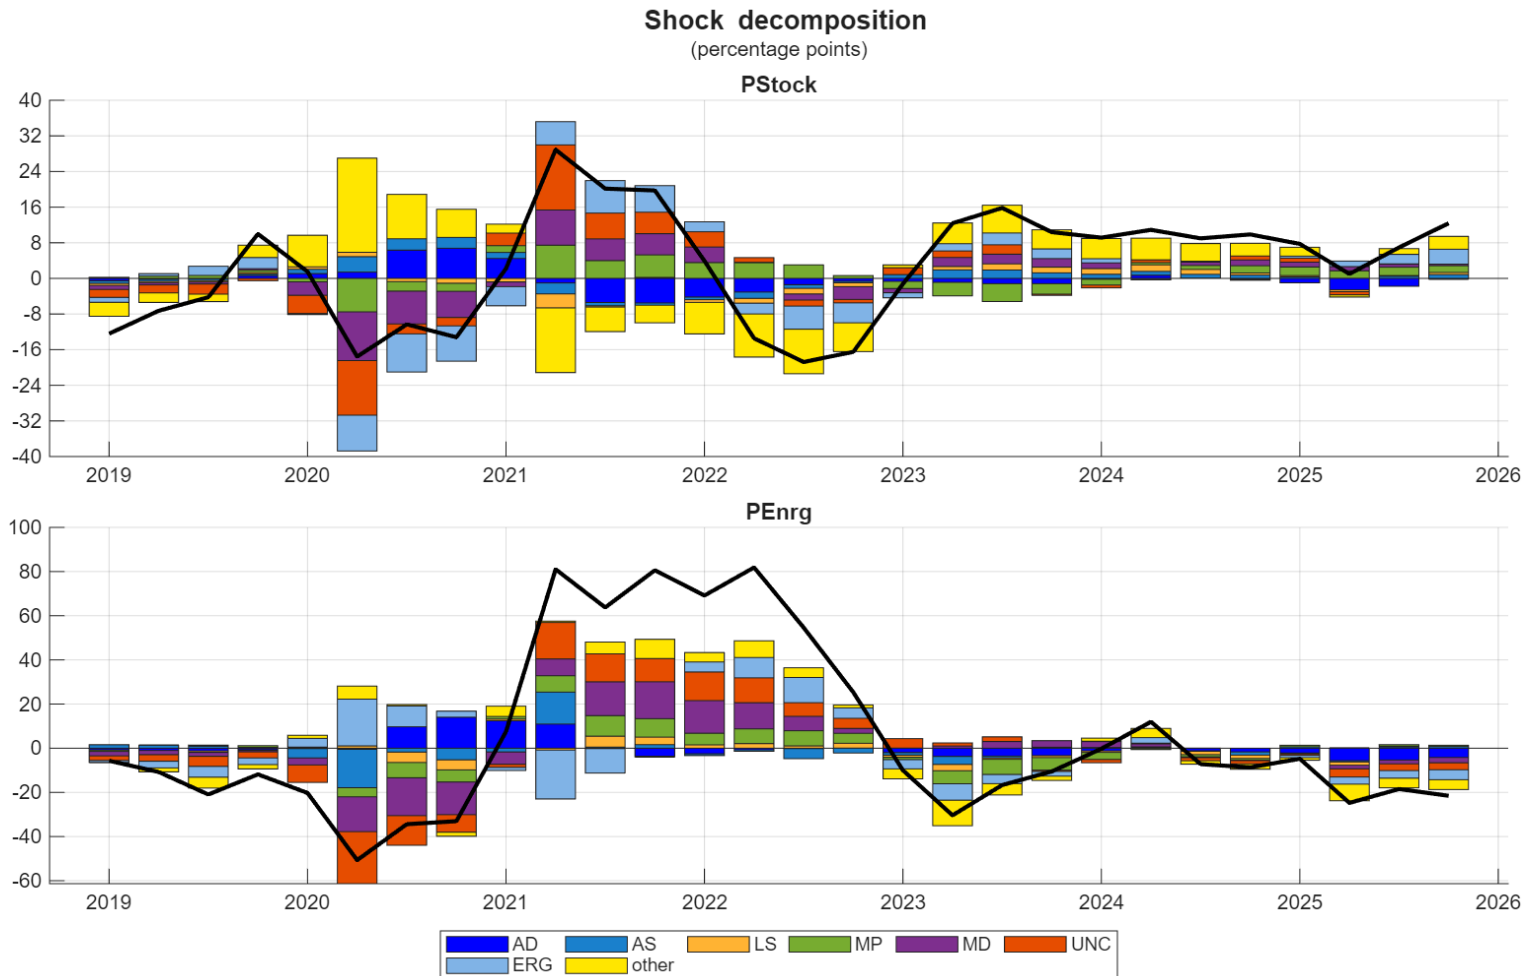 Shock decomposition
(percentage points)
PStock
40
32
24
16
8
0
-8
-16
-24
-32
-40
2019 2020 2021 2022 2023 2024 2025 2026
PEnrg
100
80
60
40
20
0
-20
-40
-60
2019 2020 2021 2022 2023 2024 2025 2026
AD AS LS MP MD UNC
ERG other